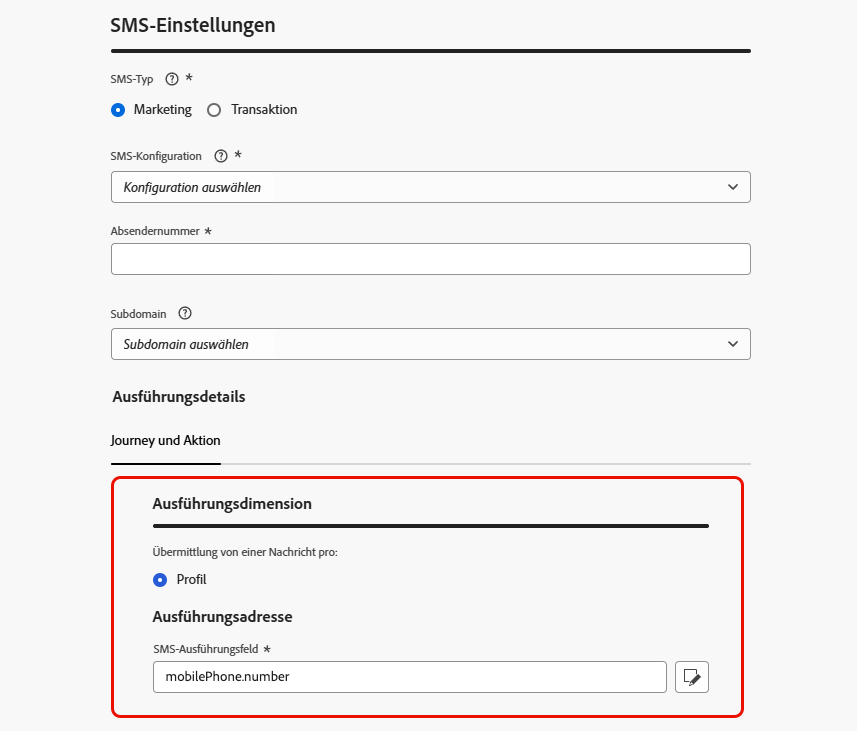 SMS-Einstellungen
SMS-Typ ? *
Marketing Transaktion
SMS-Konfiguration ? *
Konfiguration auswählen
Absendernummer *
Subdomain ?
Subdomain auswählen
Ausführungsdetails
Journey und Aktion
Ausführungsdimension
Übermittlung von einer Nachricht pro:
Profil
Ausführungsadresse
SMS-Ausführungsfeld *
mobilePhone.number